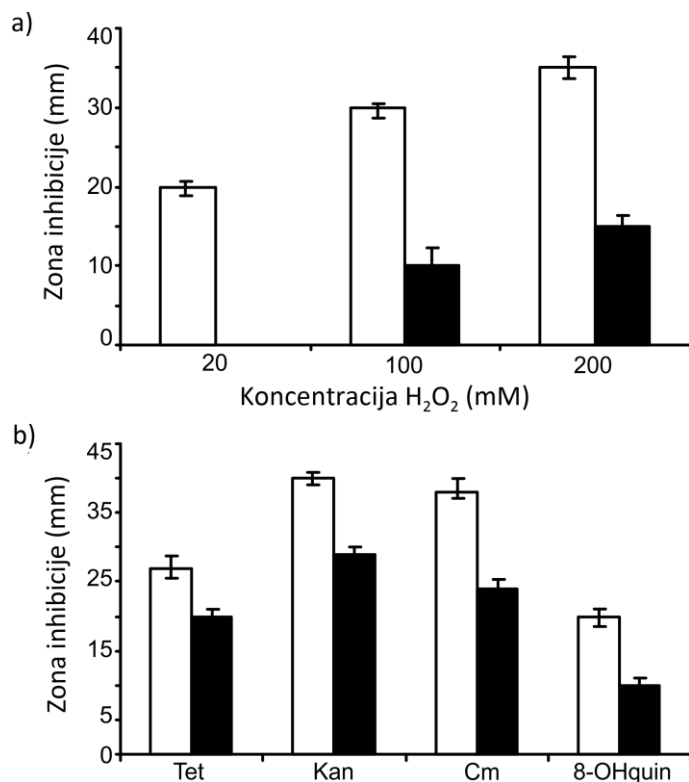 a)
Zona inhibicije (mm)
40
30
20
10
0
20 100 200
Koncentracija H₂O₂ (mM)
b)
Zona inhibicije (mm)
45
35
25
15
5
0
Tet Kan Cm 8-OHquin